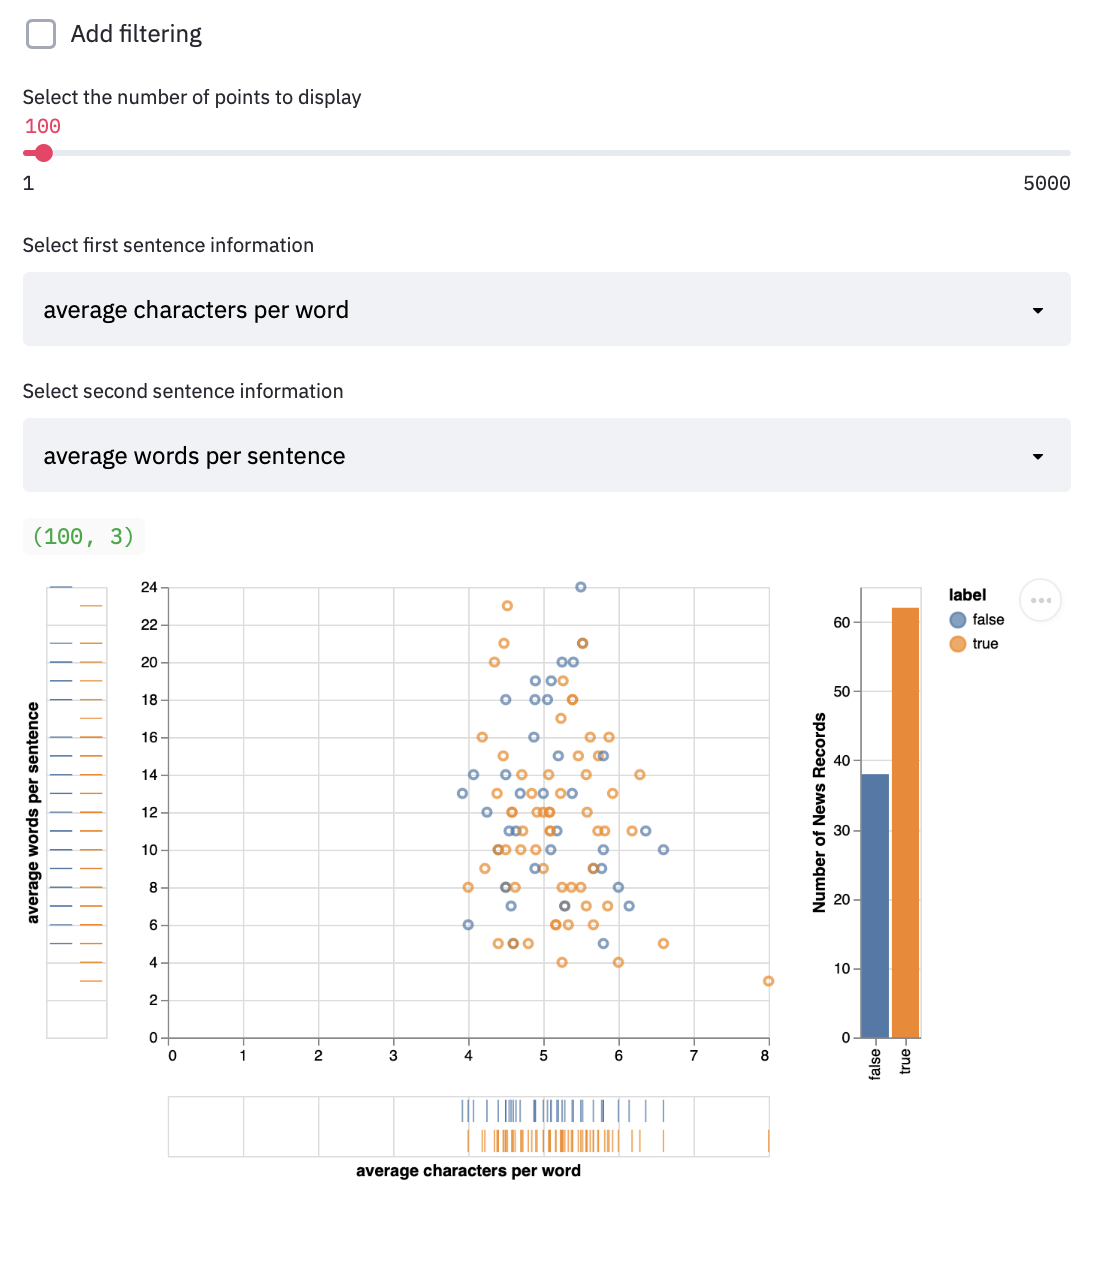 Add filtering
Select the number of points to display
100
1 5000
Select first sentence information
average characters per word
Select second sentence information
average words per sentence
(100, 3)
average words per sentence
24
22
20
18
16
14
12
10
8
6
4
2
0
0 1 2 3 4 5 6 7 8
average characters per word
Number of News Records
60
50
40
30
20
10
0
false
true
label
false
true